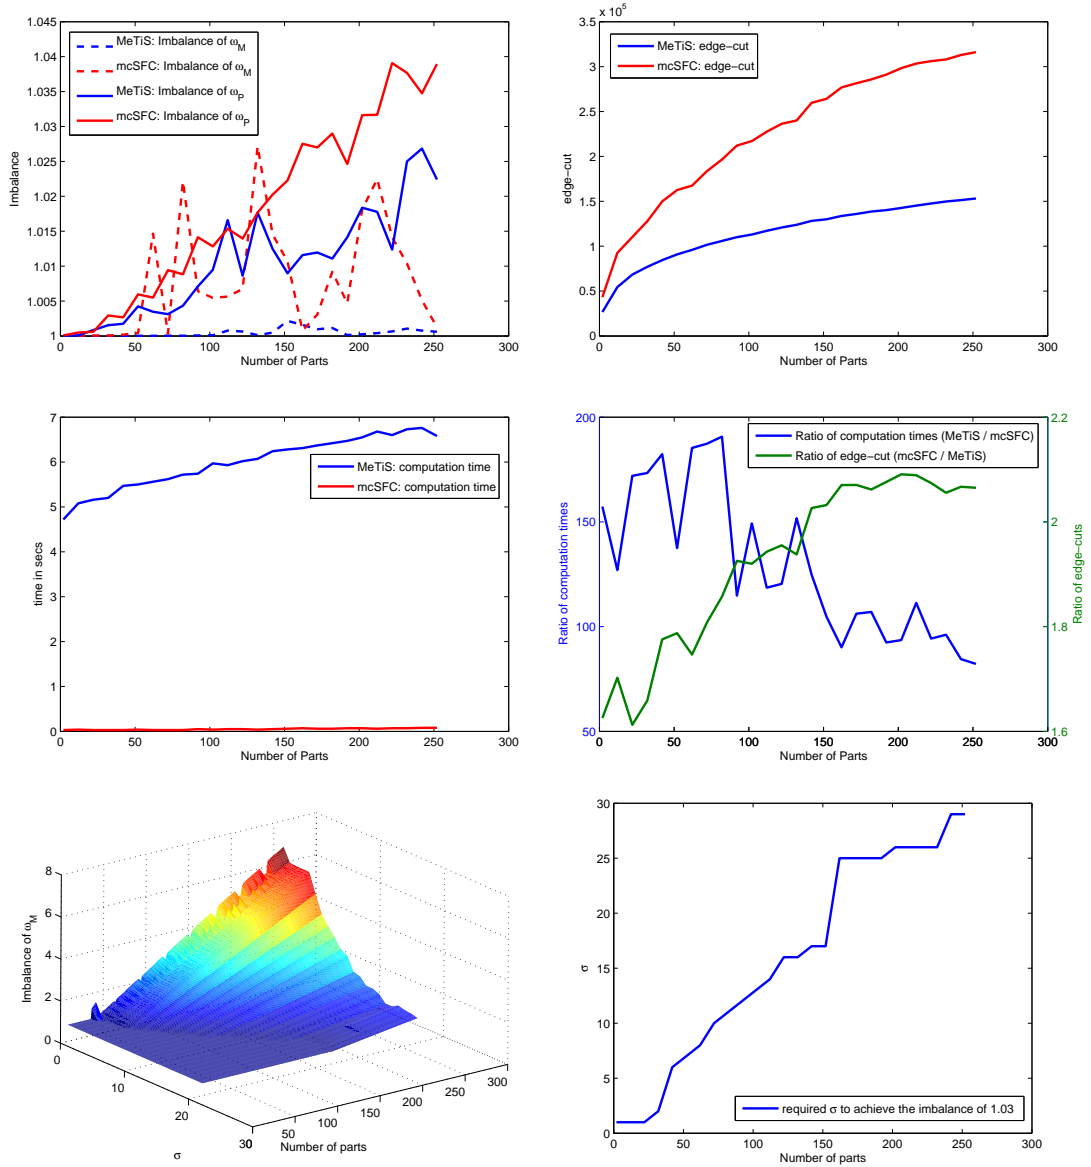 1.045
1.04
1.035
1.03
1.025
1.02
1.015
1.01
1.005
1
Imbalance
MeTiS: Imbalance of ω_M
mcSFC: Imbalance of ω_M
MeTiS: Imbalance of ω_P
mcSFC: Imbalance of ω_P
0 50 100 150 200 250 300
Number of Parts
x 10^5
3.5
3
2.5
2
1.5
1
0.5
0
edge−cut
MeTiS: edge−cut
mcSFC: edge−cut
0 50 100 150 200 250 300
Number of Parts
7
6
5
4
3
2
1
0
time in secs
MeTiS: computation time
mcSFC: computation time
0 50 100 150 200 250 300
Number of Parts
200
150
100
50
Ratio of computation times
Ratio of computation times (MeTiS / mcSFC)
Ratio of edge−cut (mcSFC / MeTiS)
2.2
2
1.8
1.6
Ratio of edge−cuts
0 50 100 150 200 250 300
Number of Parts
8
6
4
2
0
Imbalance of ω_M
0
10
20
30
σ
0
50
100
150
200
250
300
Number of parts
30
25
20
15
10
5
0
σ
required σ to achieve the imbalance of 1.03
0 50 100 150 200 250 300
Number of parts